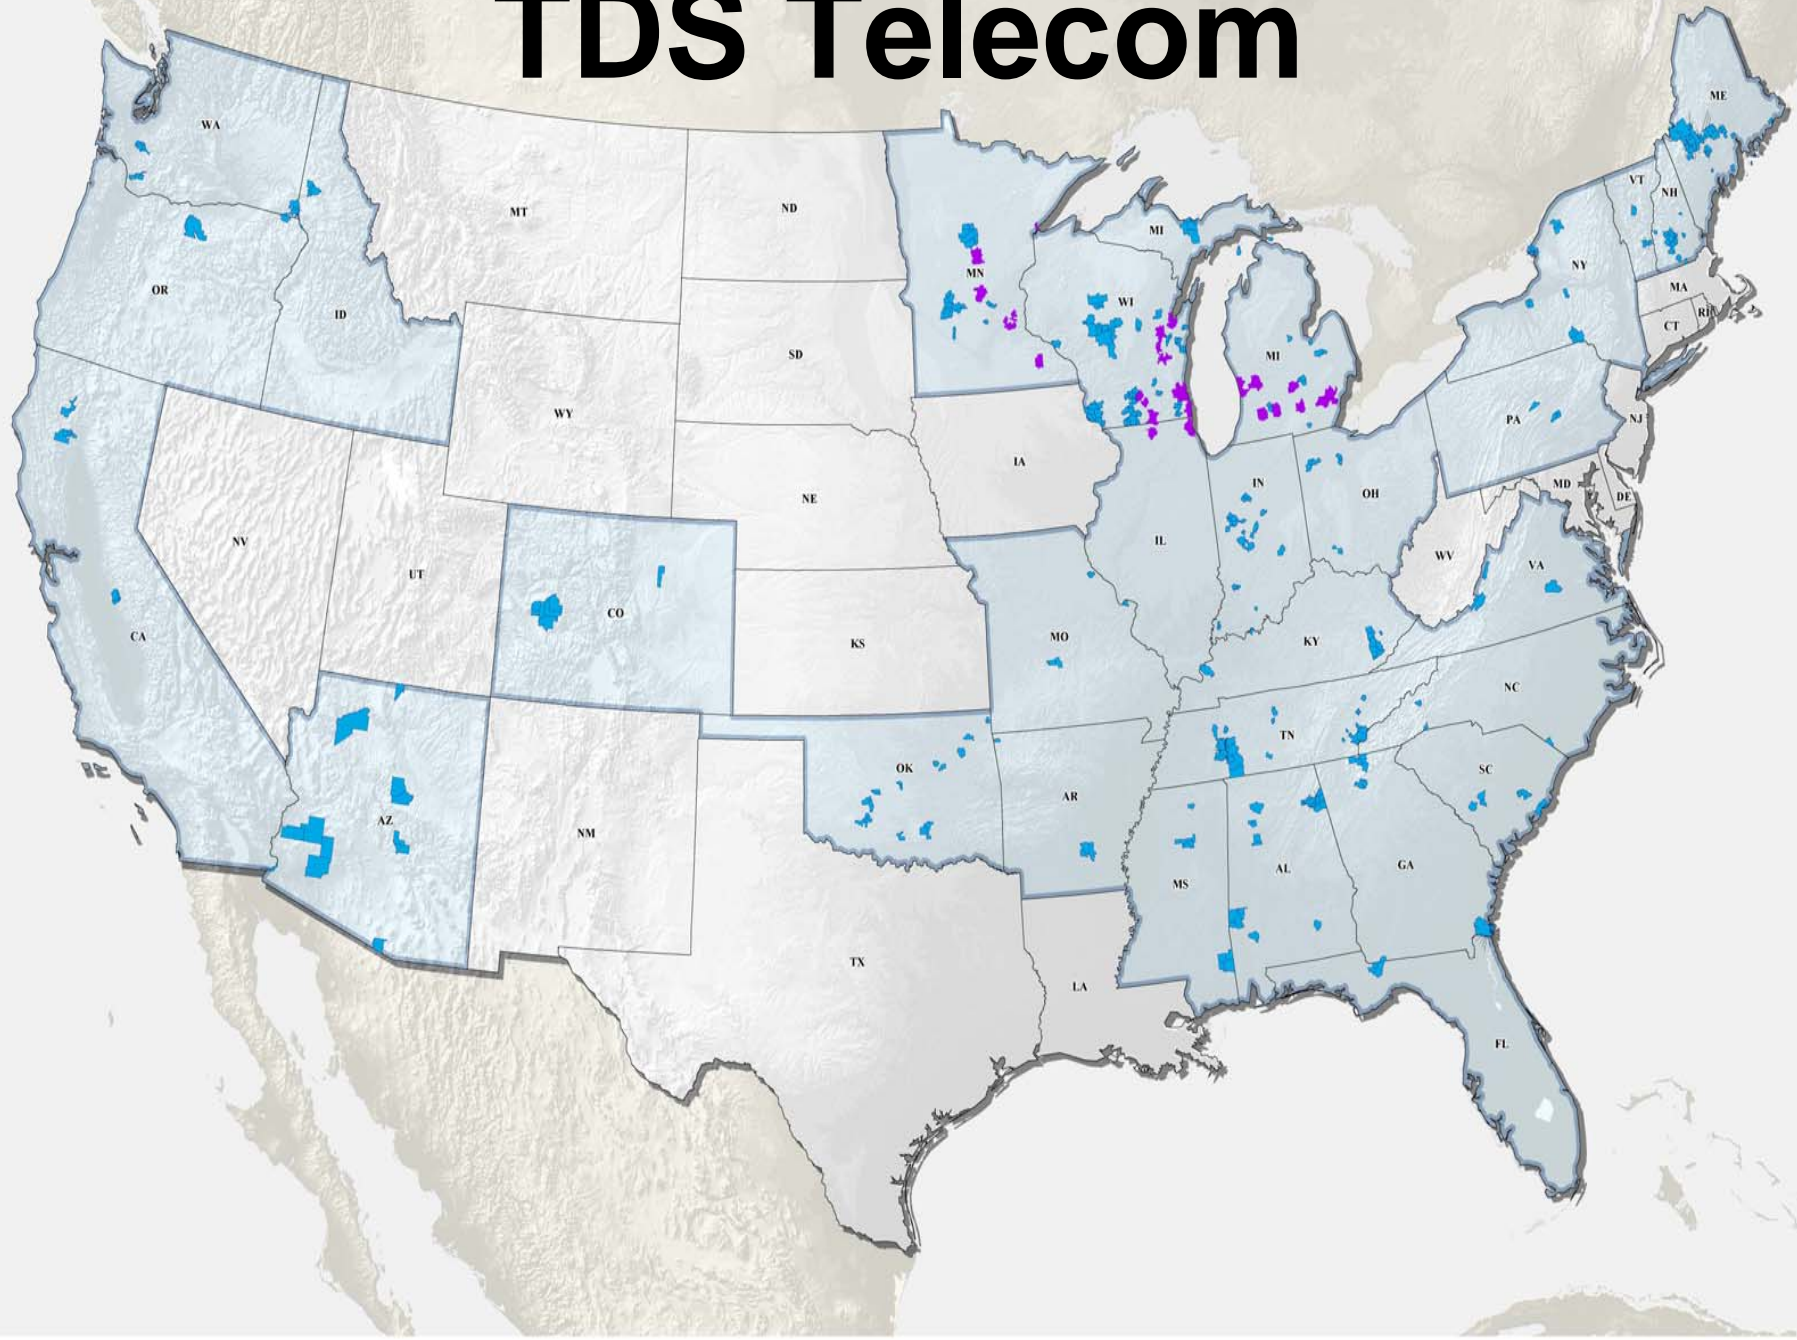 TDS Telecom
ME
WA
VT
NH
MT
ND
MI
NY
MN
MA
OR
WI
RI
ID
CT
SD
MI
WY
PA
NJ
IA
IN
MD
OH
DE
NE
NV
IL
WV
VA
UT
CO
CA
MO
KY
KS
NC
TN
OK
SC
AR
AZ
NM
GA
AL
MS
TX
LA
FL